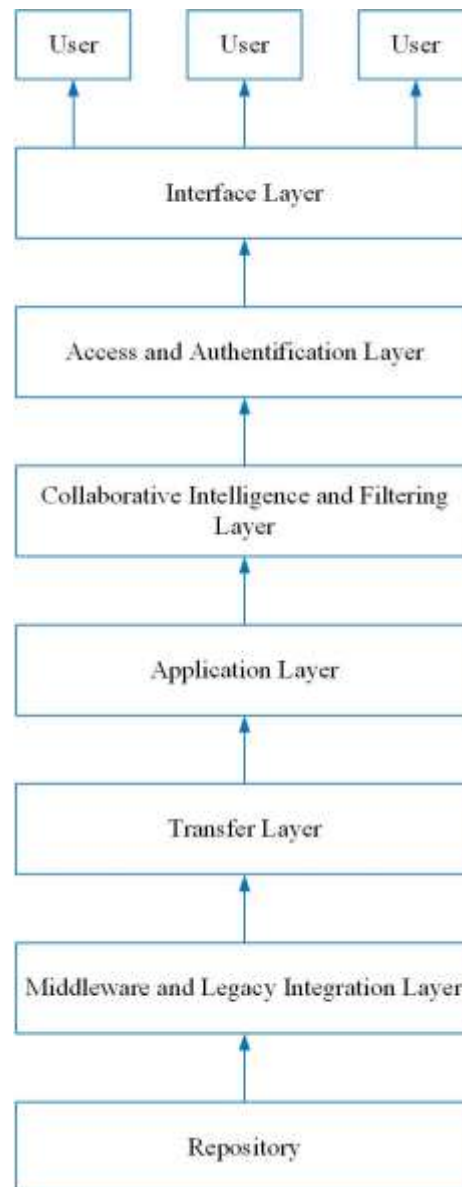 User
User
User
Interface Layer
Access and Authentification Layer
Collaborative Intelligence and Filtering
Layer
Application Layer
Transfer Layer
Middleware and Legacy Integration Layer
Repository